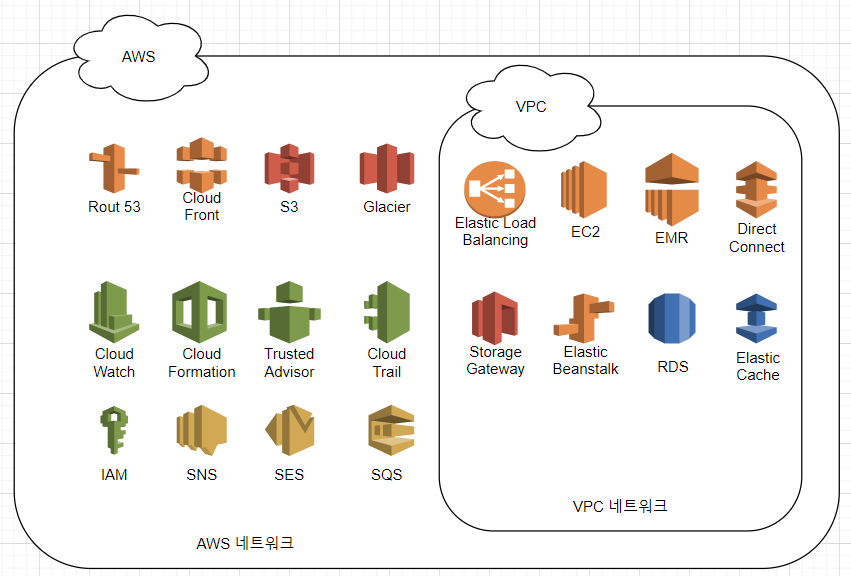 AWS
VPC
Rout 53
Cloud
Front
S3
Glacier
Elastic Load
Balancing
EC2
EMR
Direct
Connect
Cloud
Watch
Cloud
Formation
Trusted
Advisor
Cloud
Trail
Storage
Gateway
Elastic
Beanstalk
RDS
Elastic
Cache
IAM
SNS
SES
SQS
VPC 네트워크
AWS 네트워크